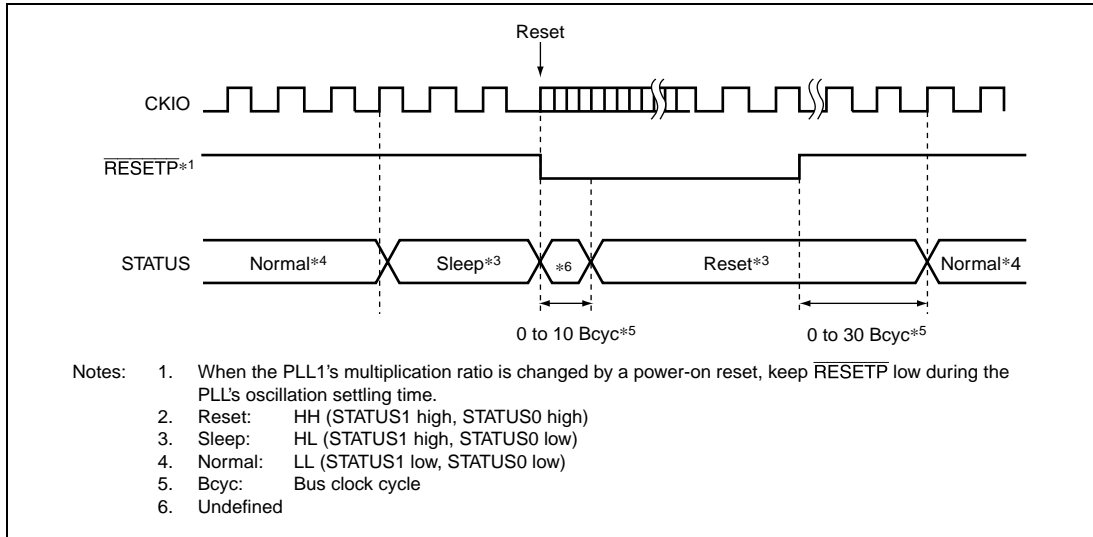 Reset
CKIO
RESETP*1
STATUS Normal*4 Sleep*3 *6 Reset*3 Normal*4
0 to 10 Bcyc*5 0 to 30 Bcyc*5
Notes: 1. When the PLL1's multiplication ratio is changed by a power-on reset, keep RESETP low during the
PLL's oscillation settling time.
2. Reset: HH (STATUS1 high, STATUS0 high)
3. Sleep: HL (STATUS1 high, STATUS0 low)
4. Normal: LL (STATUS1 low, STATUS0 low)
5. Bcyc: Bus clock cycle
6. Undefined